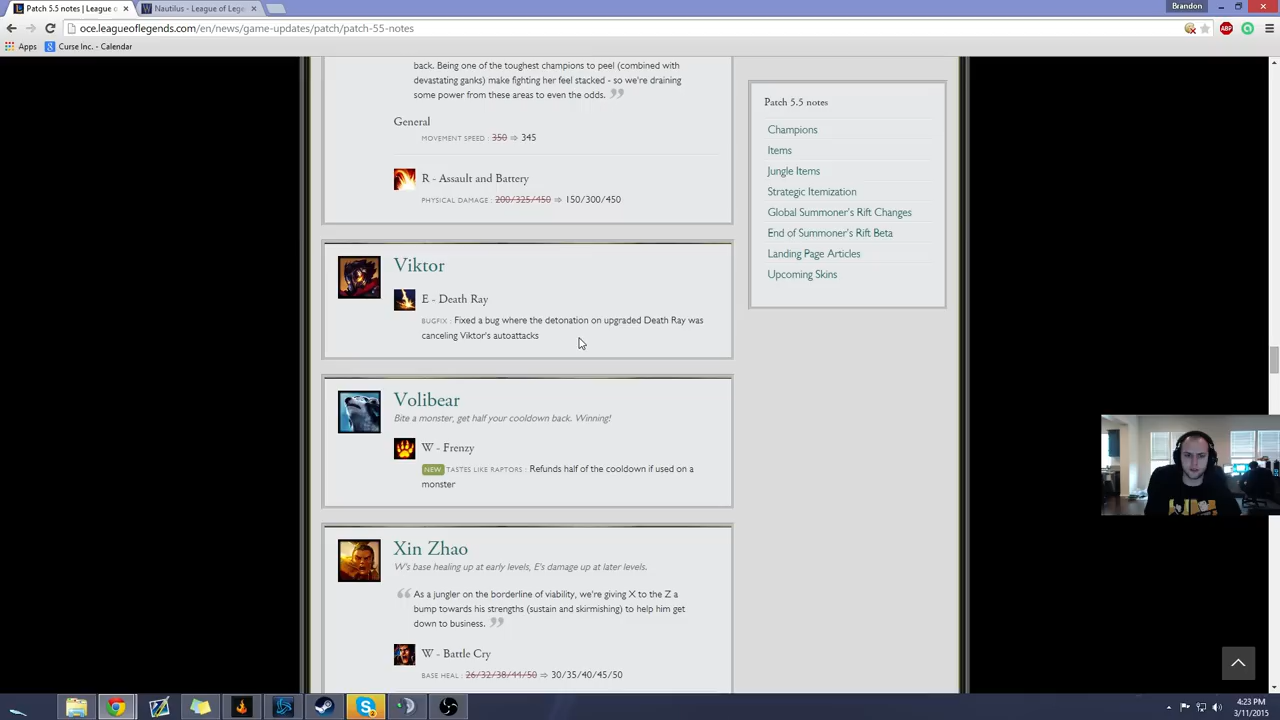 Patch 5.5 notes | League o
Nautilus - League of Lege
Brandon
oce.leagueoflegends.com/en/news/game-updates/patch/patch-55-notes
ABP
Apps
Curse Inc. - Calendar
back. Being one of the toughest champions to peel (combined with
devastating ganks) make fighting her feel stacked - so we're draining
some power from these areas to even the odds.
General
MOVEMENT SPEED : 350 ⇒ 345
R - Assault and Battery
PHYSICAL DAMAGE : 200/325/450 ⇒ 150/300/450
Viktor
E - Death Ray
BUGFIX : Fixed a bug where the detonation on upgraded Death Ray was
canceling Viktor's autoattacks
Volibear
Bite a monster, get half your cooldown back. Winning!
W - Frenzy
NEW TASTES LIKE RAPTORS : Refunds half of the cooldown if used on a
monster
Xin Zhao
W's base healing up at early levels, E's damage up at later levels.
As a jungler on the borderline of viability, we're giving X to the Z a
bump towards his strengths (sustain and skirmishing) to help him get
down to business.
W - Battle Cry
BASE HEAL : 26/32/38/44/50 ⇒ 30/35/40/45/50
Patch 5.5 notes
Champions
Items
Jungle Items
Strategic Itemization
Global Summoner's Rift Changes
End of Summoner's Rift Beta
Landing Page Articles
Upcoming Skins
4:23 PM
3/11/2015